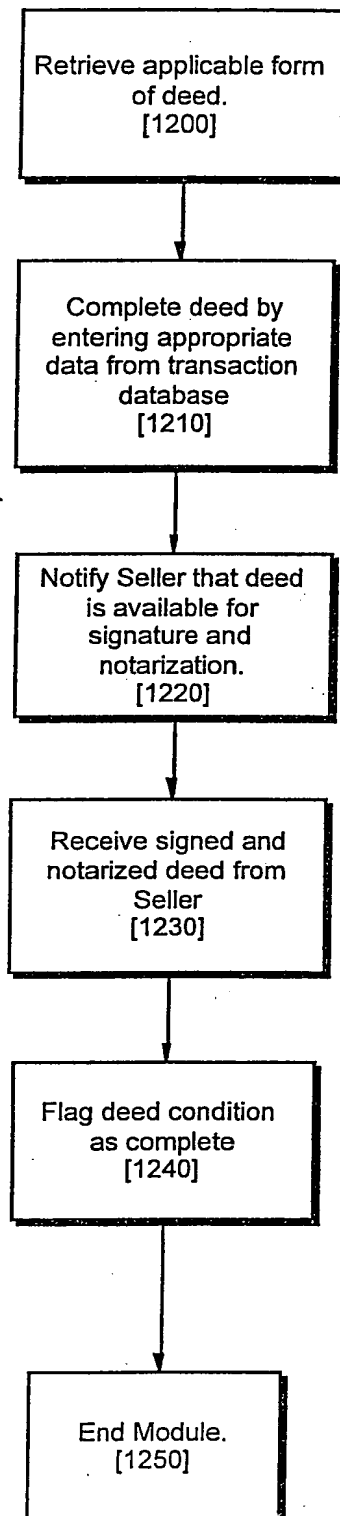 Retrieve applicable form
of deed.
[1200]
Complete deed by
entering appropriate
data from transaction
database
[1210]
Notify Seller that deed
is available for
signature and
notarization.
[1220]
Receive signed and
notarized deed from
Seller
[1230]
Flag deed condition
as complete
[1240]
End Module.
[1250]